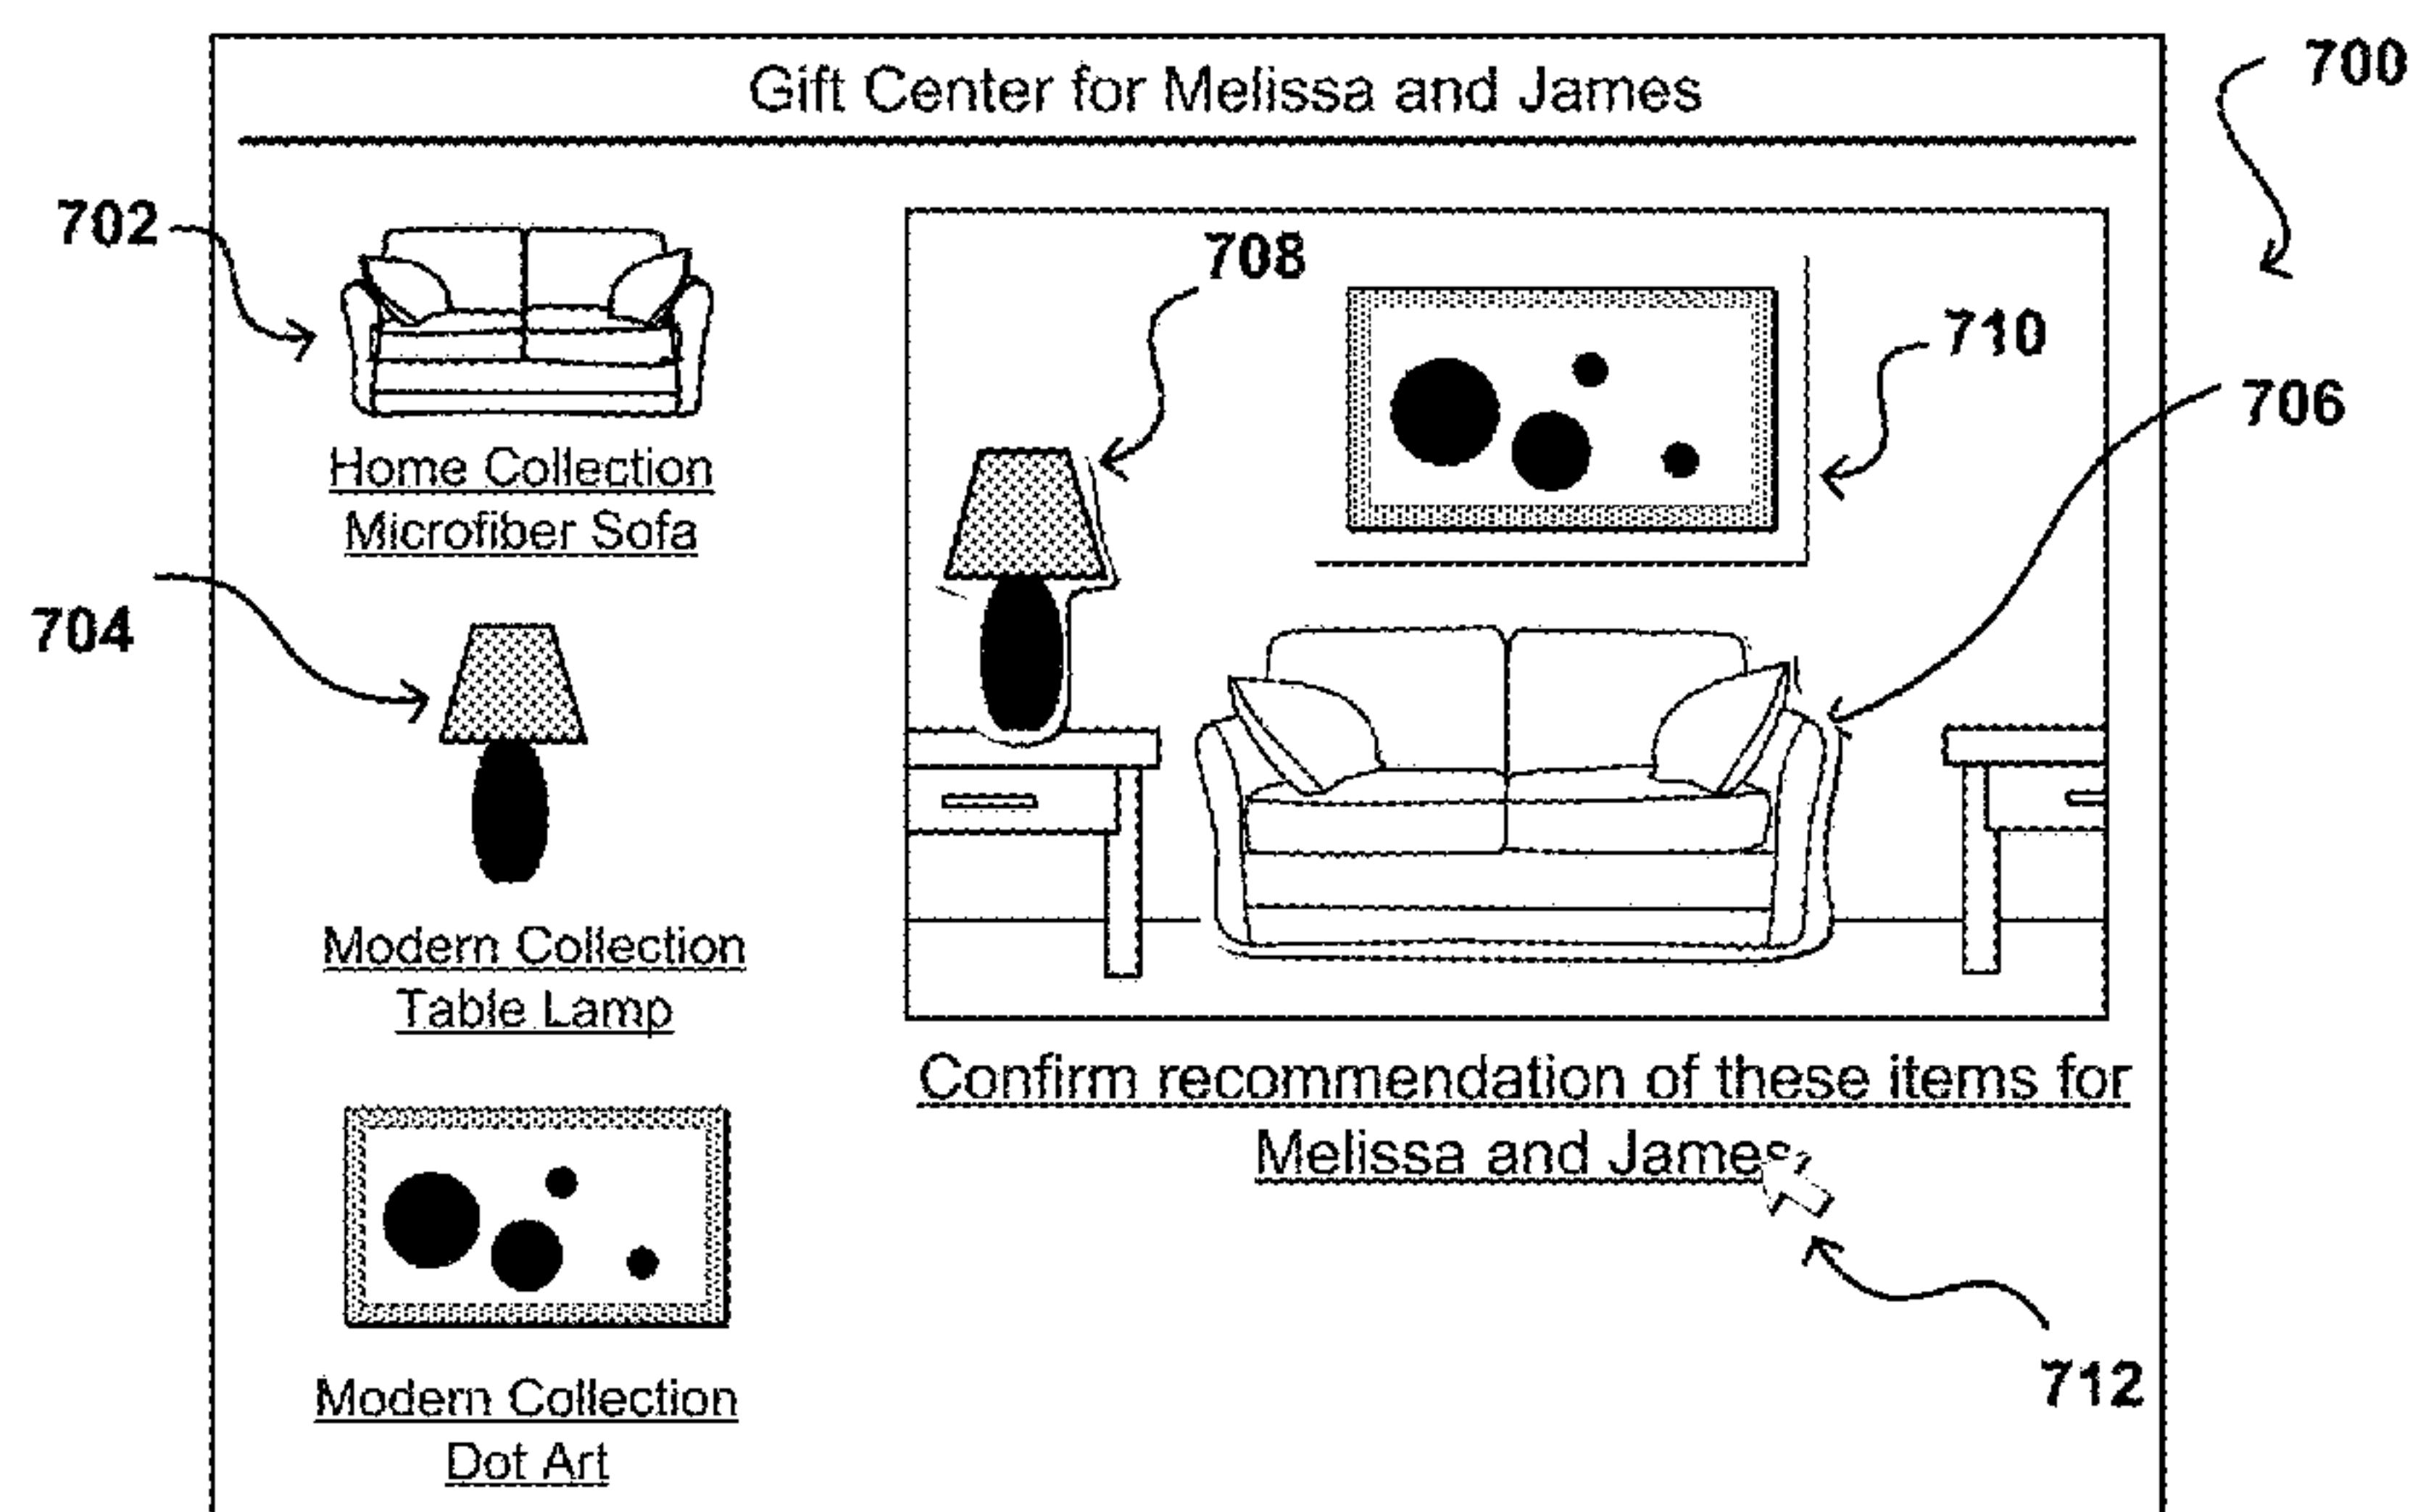 Gift Center for Melissa and James
700
702
708
710
706
Home Collection
Microfiber Sofa
704
Modern Collection
Table Lamp
Confirm recommendation of these items for
Melissa and James
712
Modern Collection
Dot Art